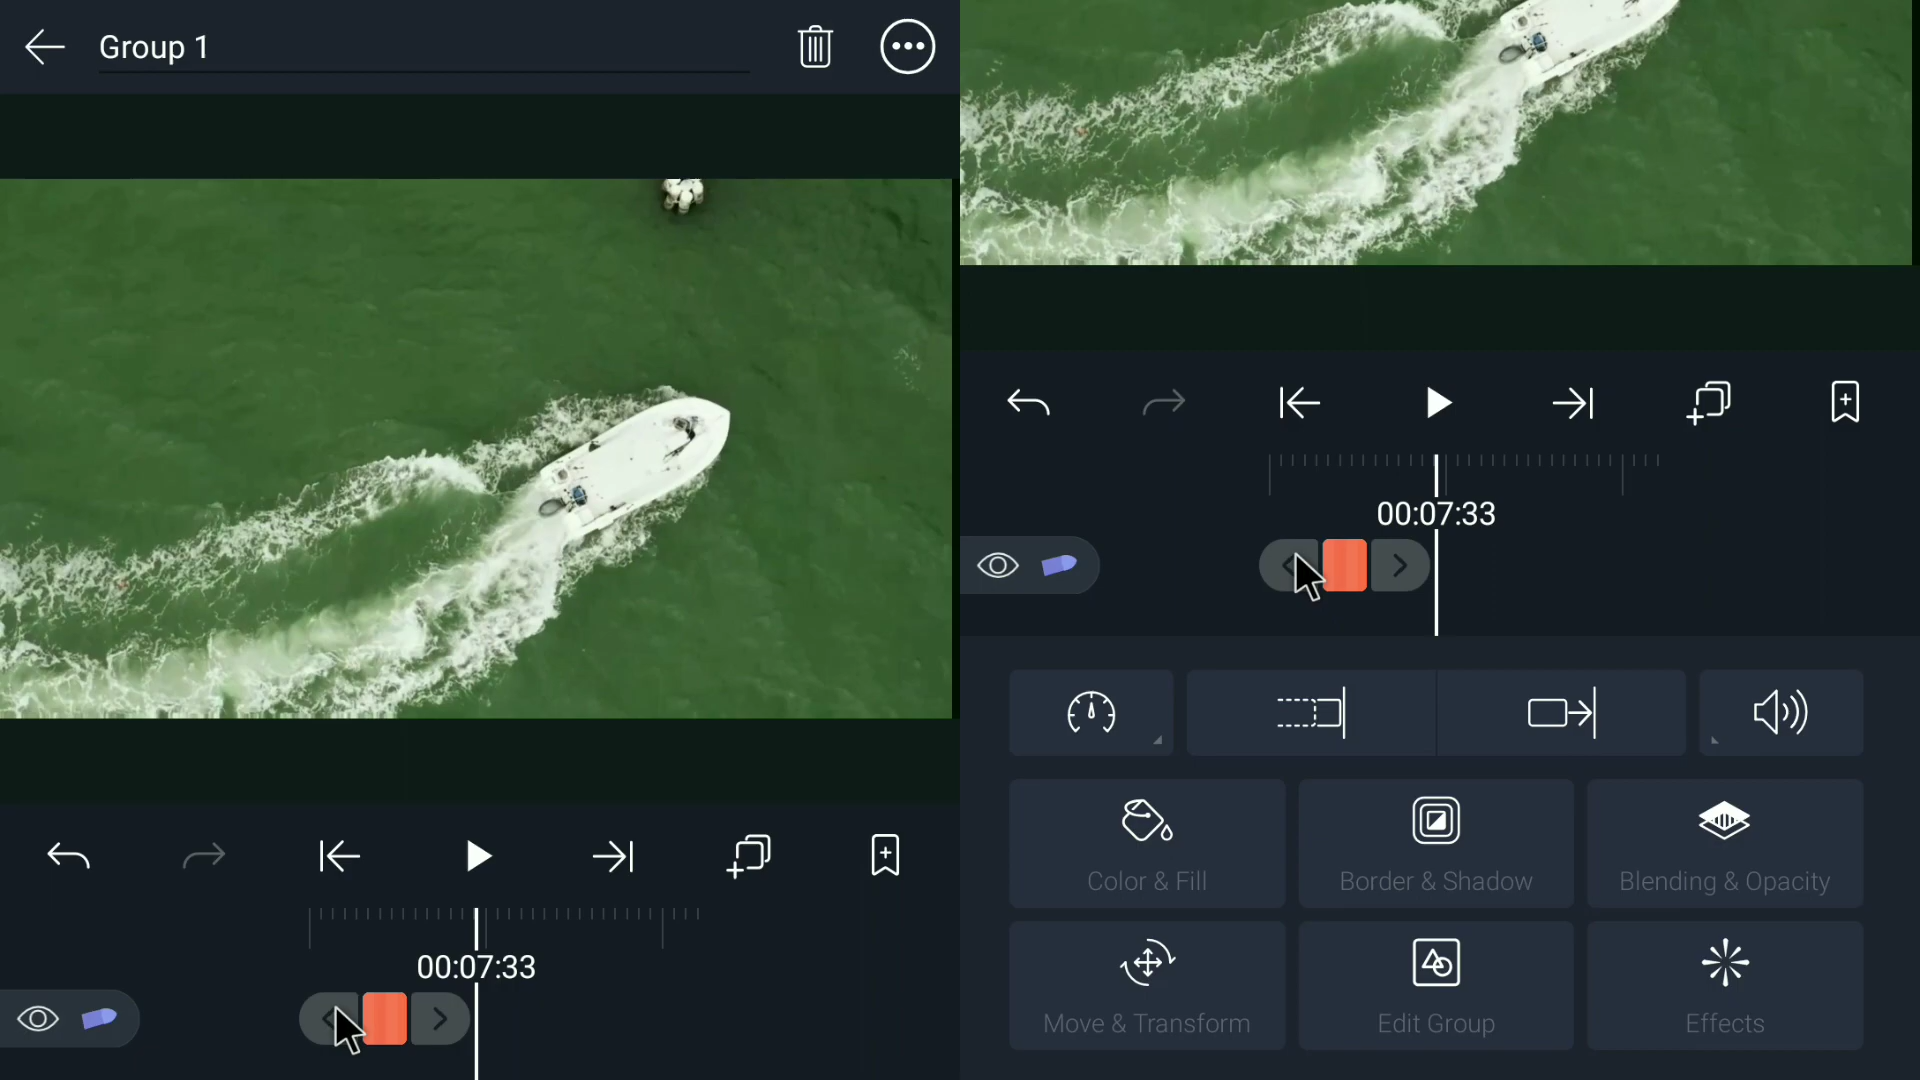 Group 1
00:07:33
00:07:33
Color & Fill
Border & Shadow
Blending & Opacity
Move & Transform
Edit Group
Effects